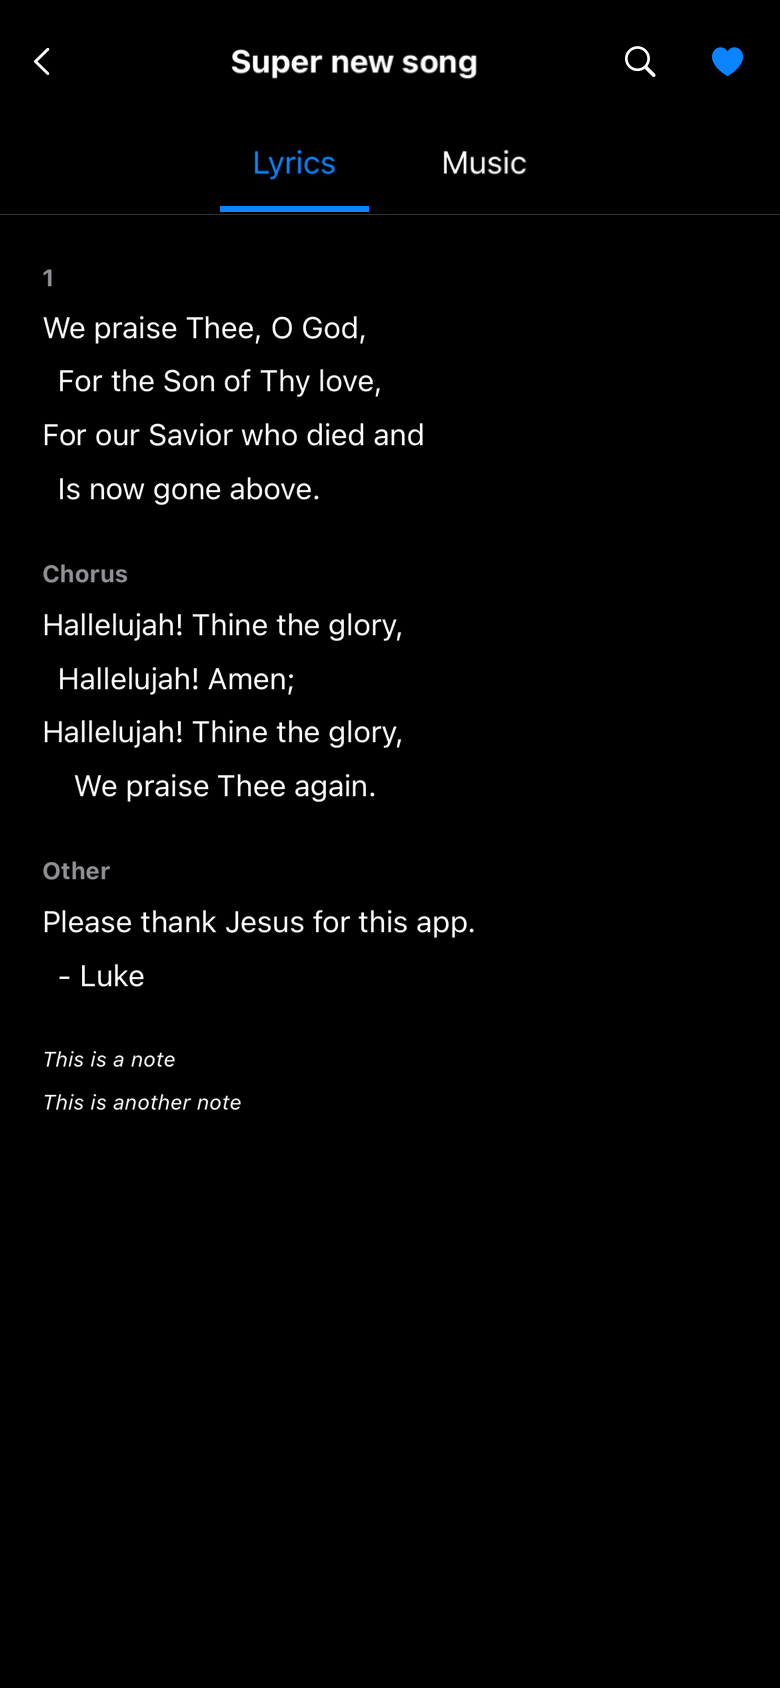 Super new song
Lyrics Music
1
We praise Thee, O God,
For the Son of Thy love,
For our Savior who died and
Is now gone above.
Chorus
Hallelujah! Thine the glory,
Hallelujah! Amen;
Hallelujah! Thine the glory,
We praise Thee again.
Other
Please thank Jesus for this app.
- Luke
This is a note
This is another note